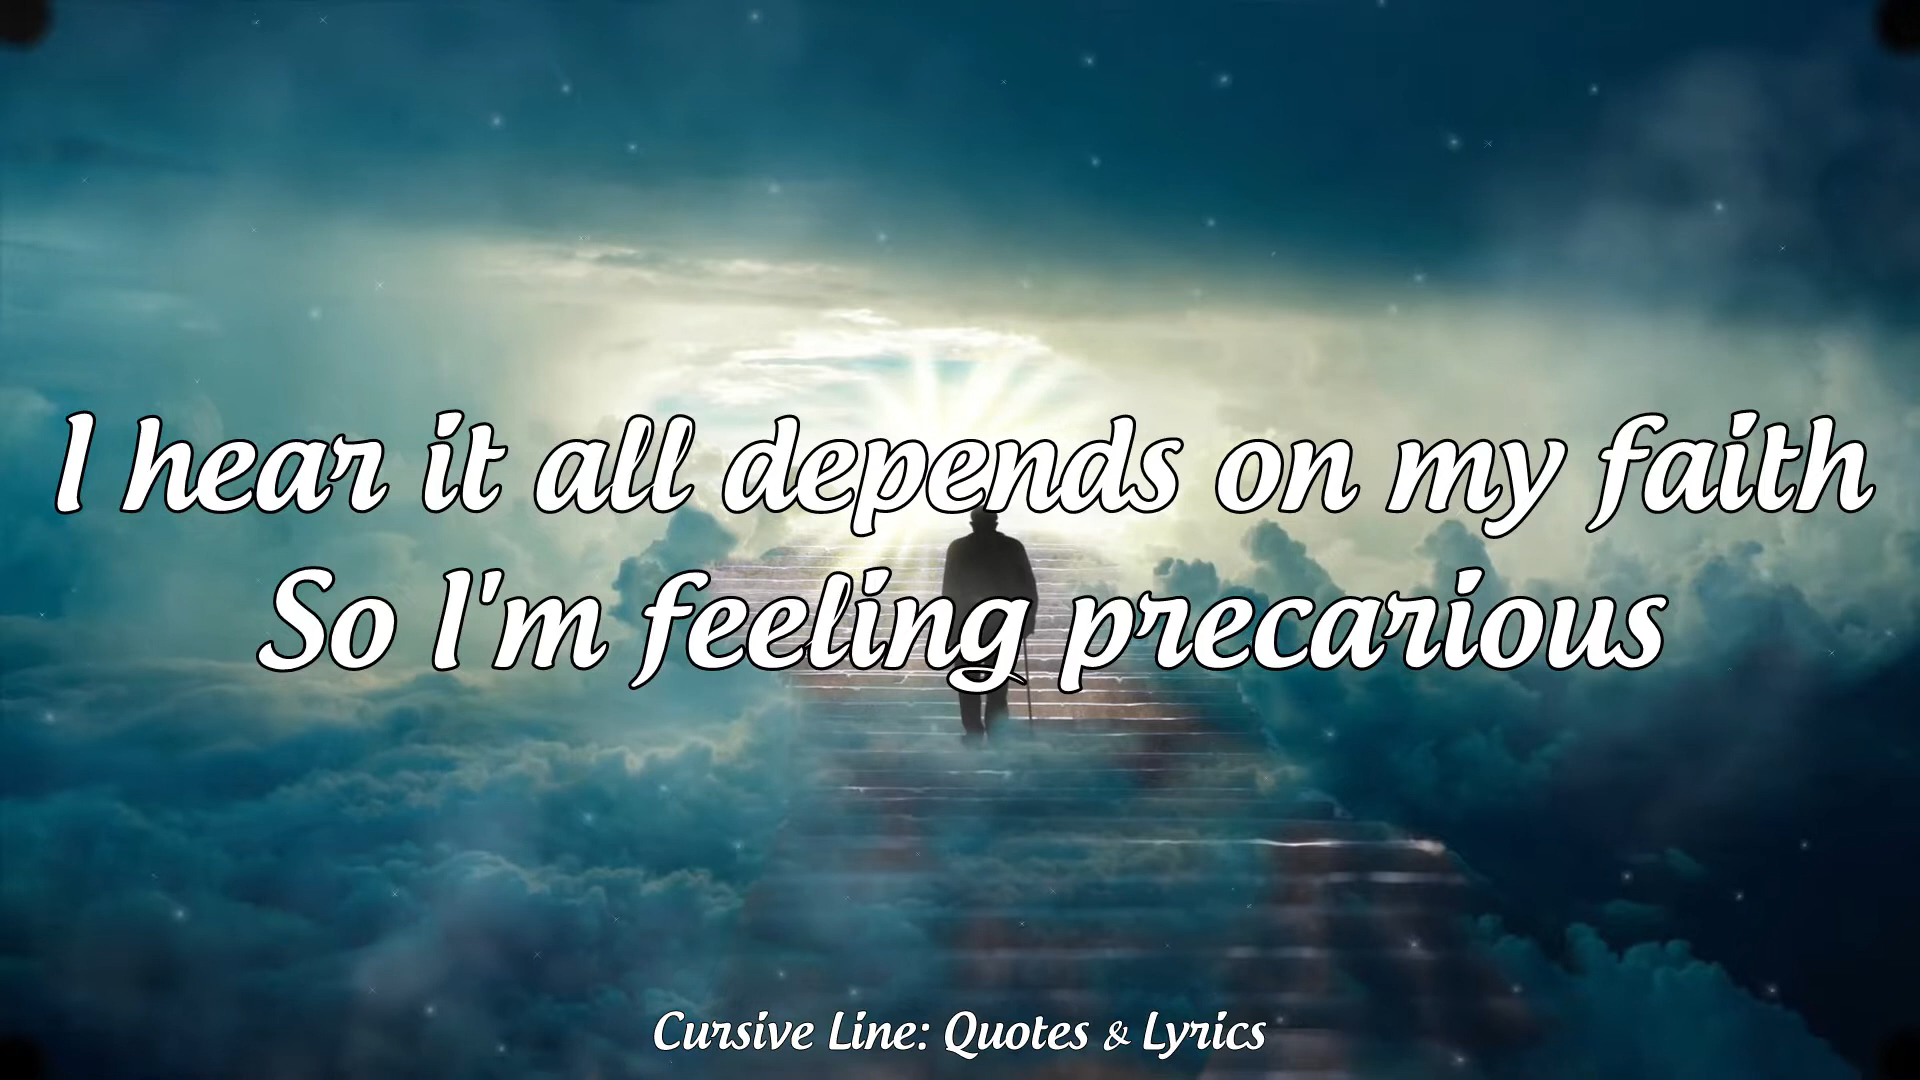 I hear it all depends on my faith
So I'm feeling precarious
Cursive Line: Quotes & Lyrics